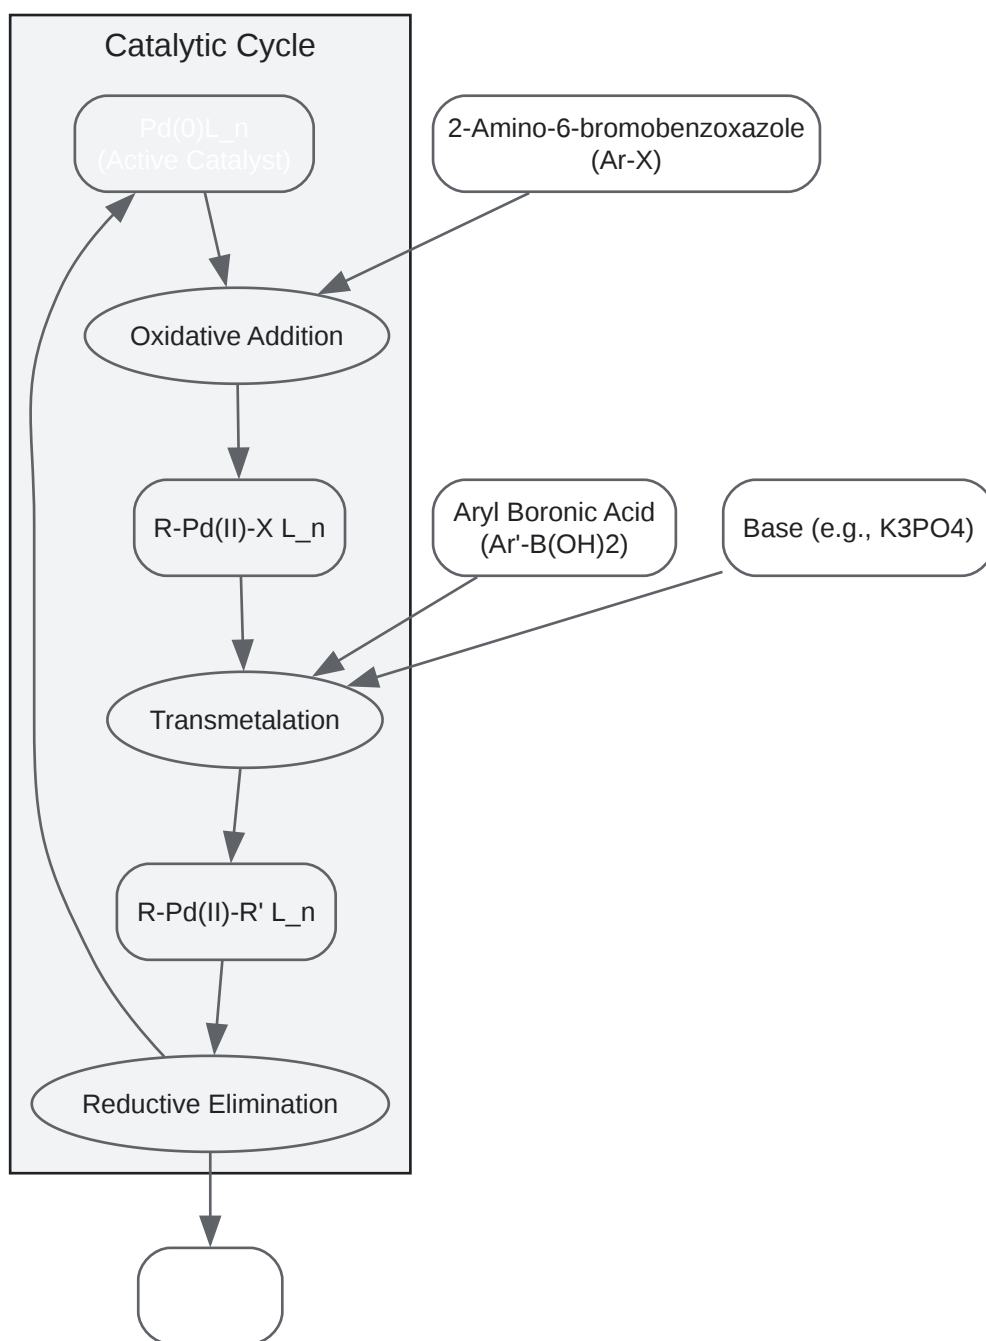 Catalytic Cycle
Pd(0)L_n
(Active Catalyst)
2-Amino-6-bromobenzoxazole
(Ar-X)
Oxidative Addition
R-Pd(II)-X L_n
Aryl Boronic Acid
(Ar'-B(OH)2)
Base (e.g., K3PO4)
Transmetalation
R-Pd(II)-R' L_n
Reductive Elimination